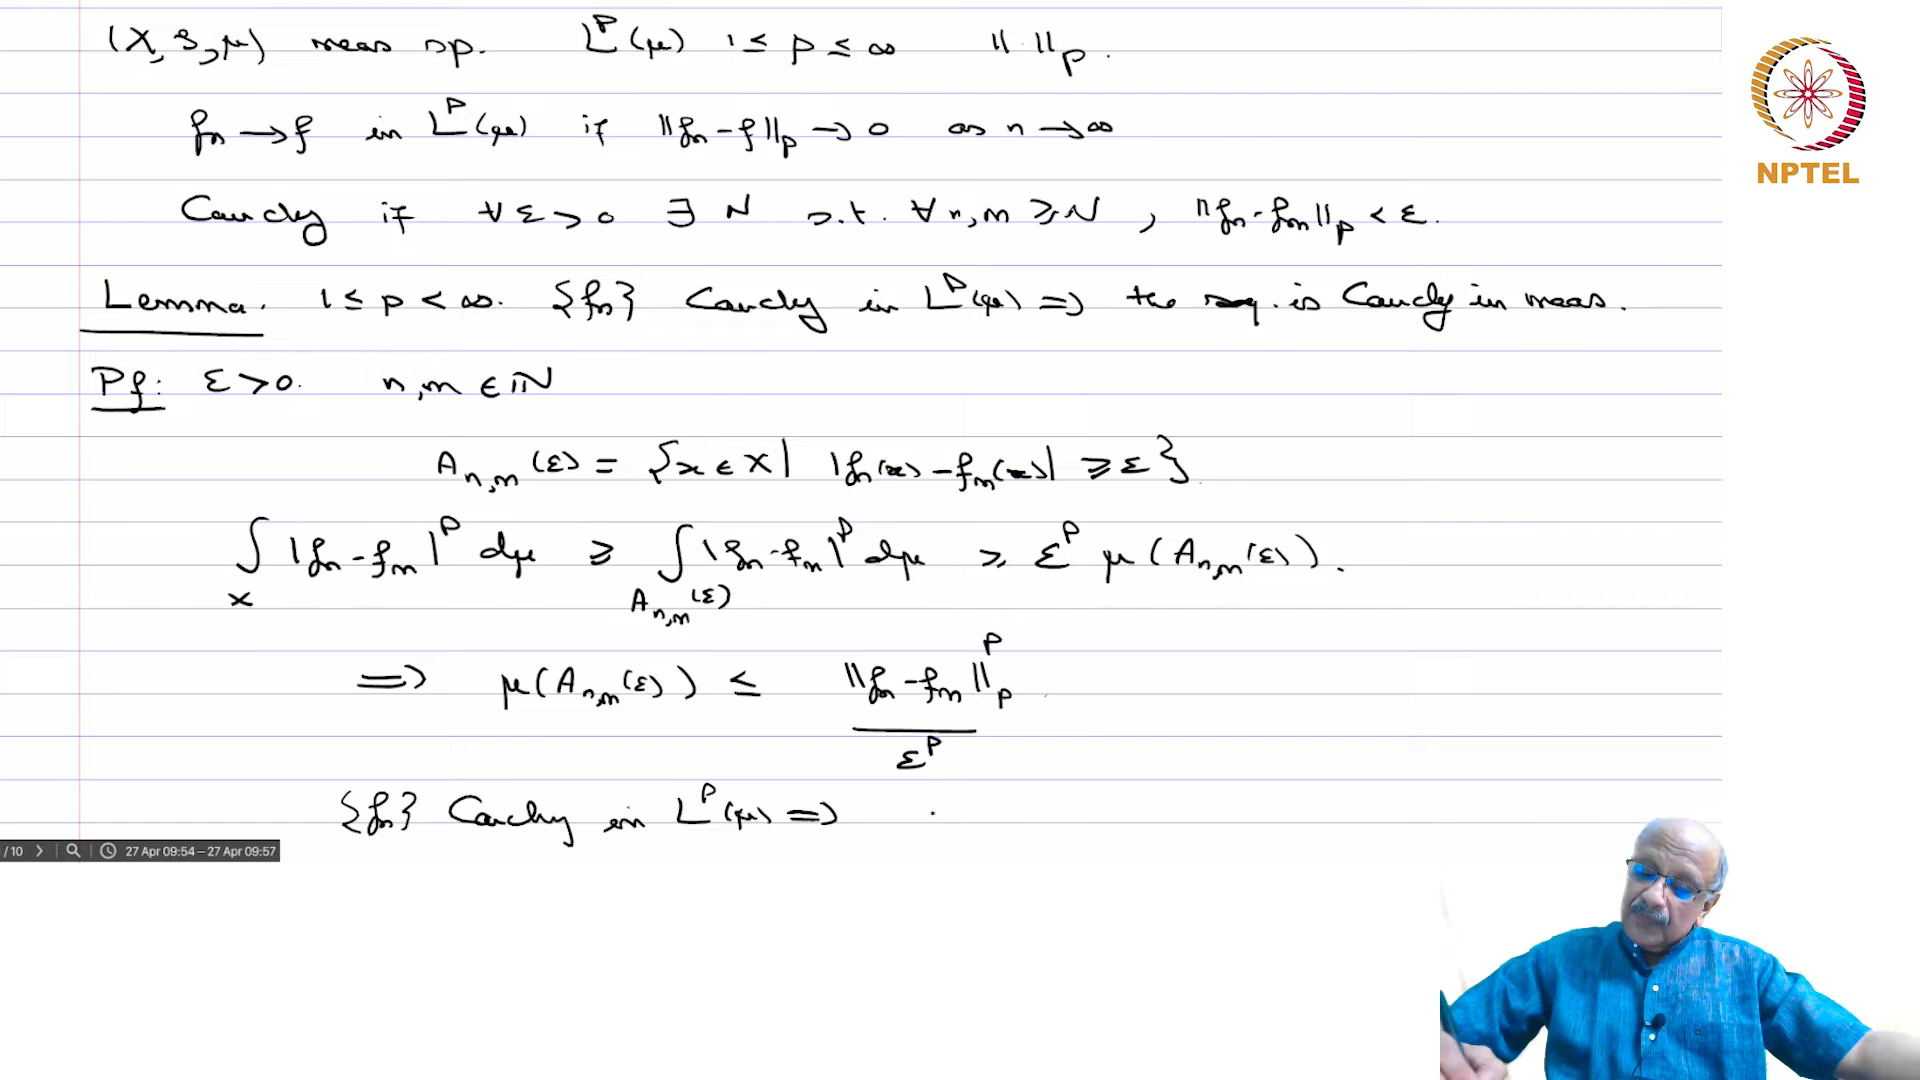 (X, S, μ) meas sp. L^p(μ) 1 ≤ p ≤ ∞ || ||_p.
f_n → f in L^p(μ) if ||f_n - f||_p → 0 as n → ∞
Cauchy if ∀ ε > 0 ∃ N s.t. ∀ n, m ≥ N, ||f_n - f_m||_p < ε.
Lemma. 1 ≤ p < ∞. {f_n} Cauchy in L^p(μ) => the seq. is Cauchy in meas.
Pf: ε > 0. n, m ∈ ℕ
A_{n,m}(ε) = {x ∈ X | |f_n(x) - f_m(x)| ≥ ε}
∫_X |f_n - f_m|^p dμ ≥ ∫_{A_{n,m}(ε)} |f_n - f_m|^p dμ ≥ ε^p μ(A_{n,m}(ε)).
=> μ(A_{n,m}(ε)) ≤ ||f_n - f_m||_p^p / ε^p
{f_n} Cauchy in L^p(μ) =>
/10 > 27 Apr 09:54 – 27 Apr 09:57
NPTEL